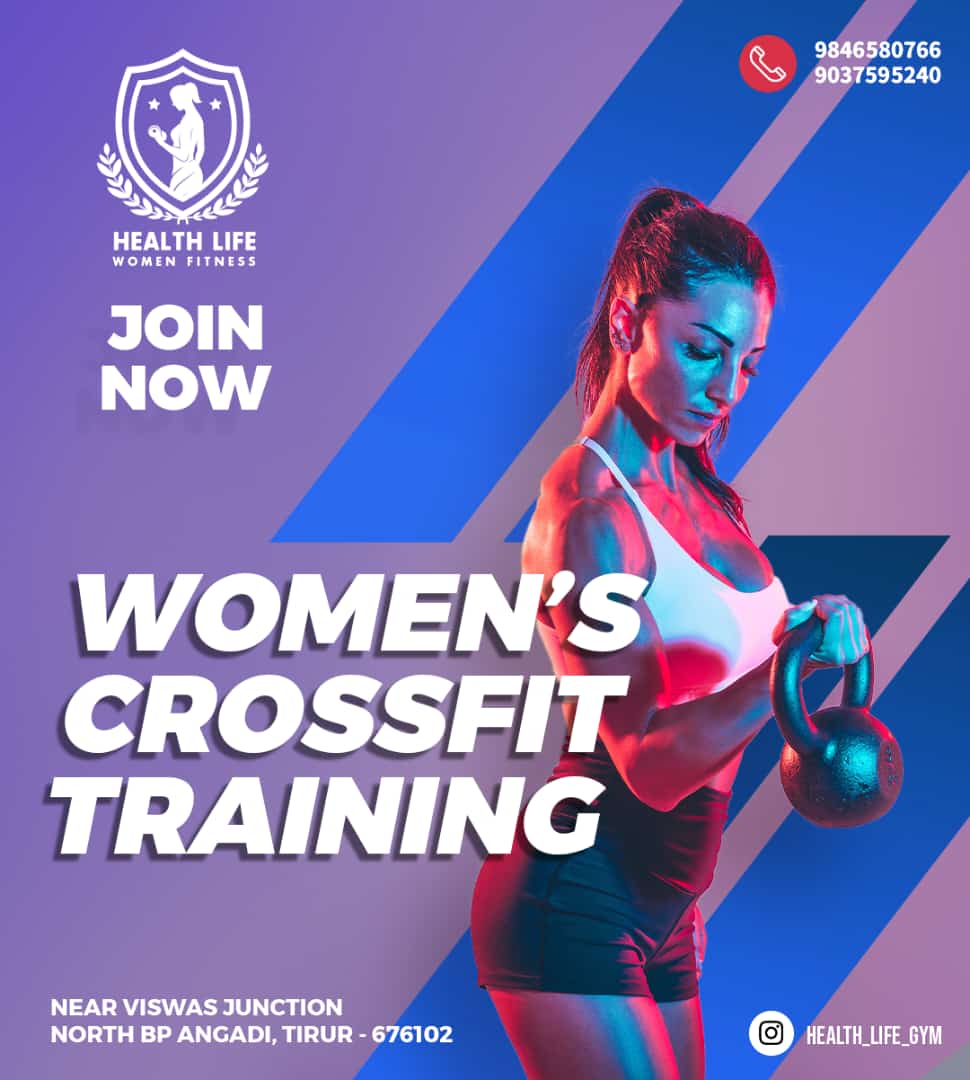 9846580766
9037595240
HEALTH LIFE
WOMEN FITNESS
JOIN
NOW
WOMEN'S
CROSSFIT
TRAINING
NEAR VISWAS JUNCTION
NORTH BP ANGADI, TIRUR - 676102
HEALTH_LIFE_GYM